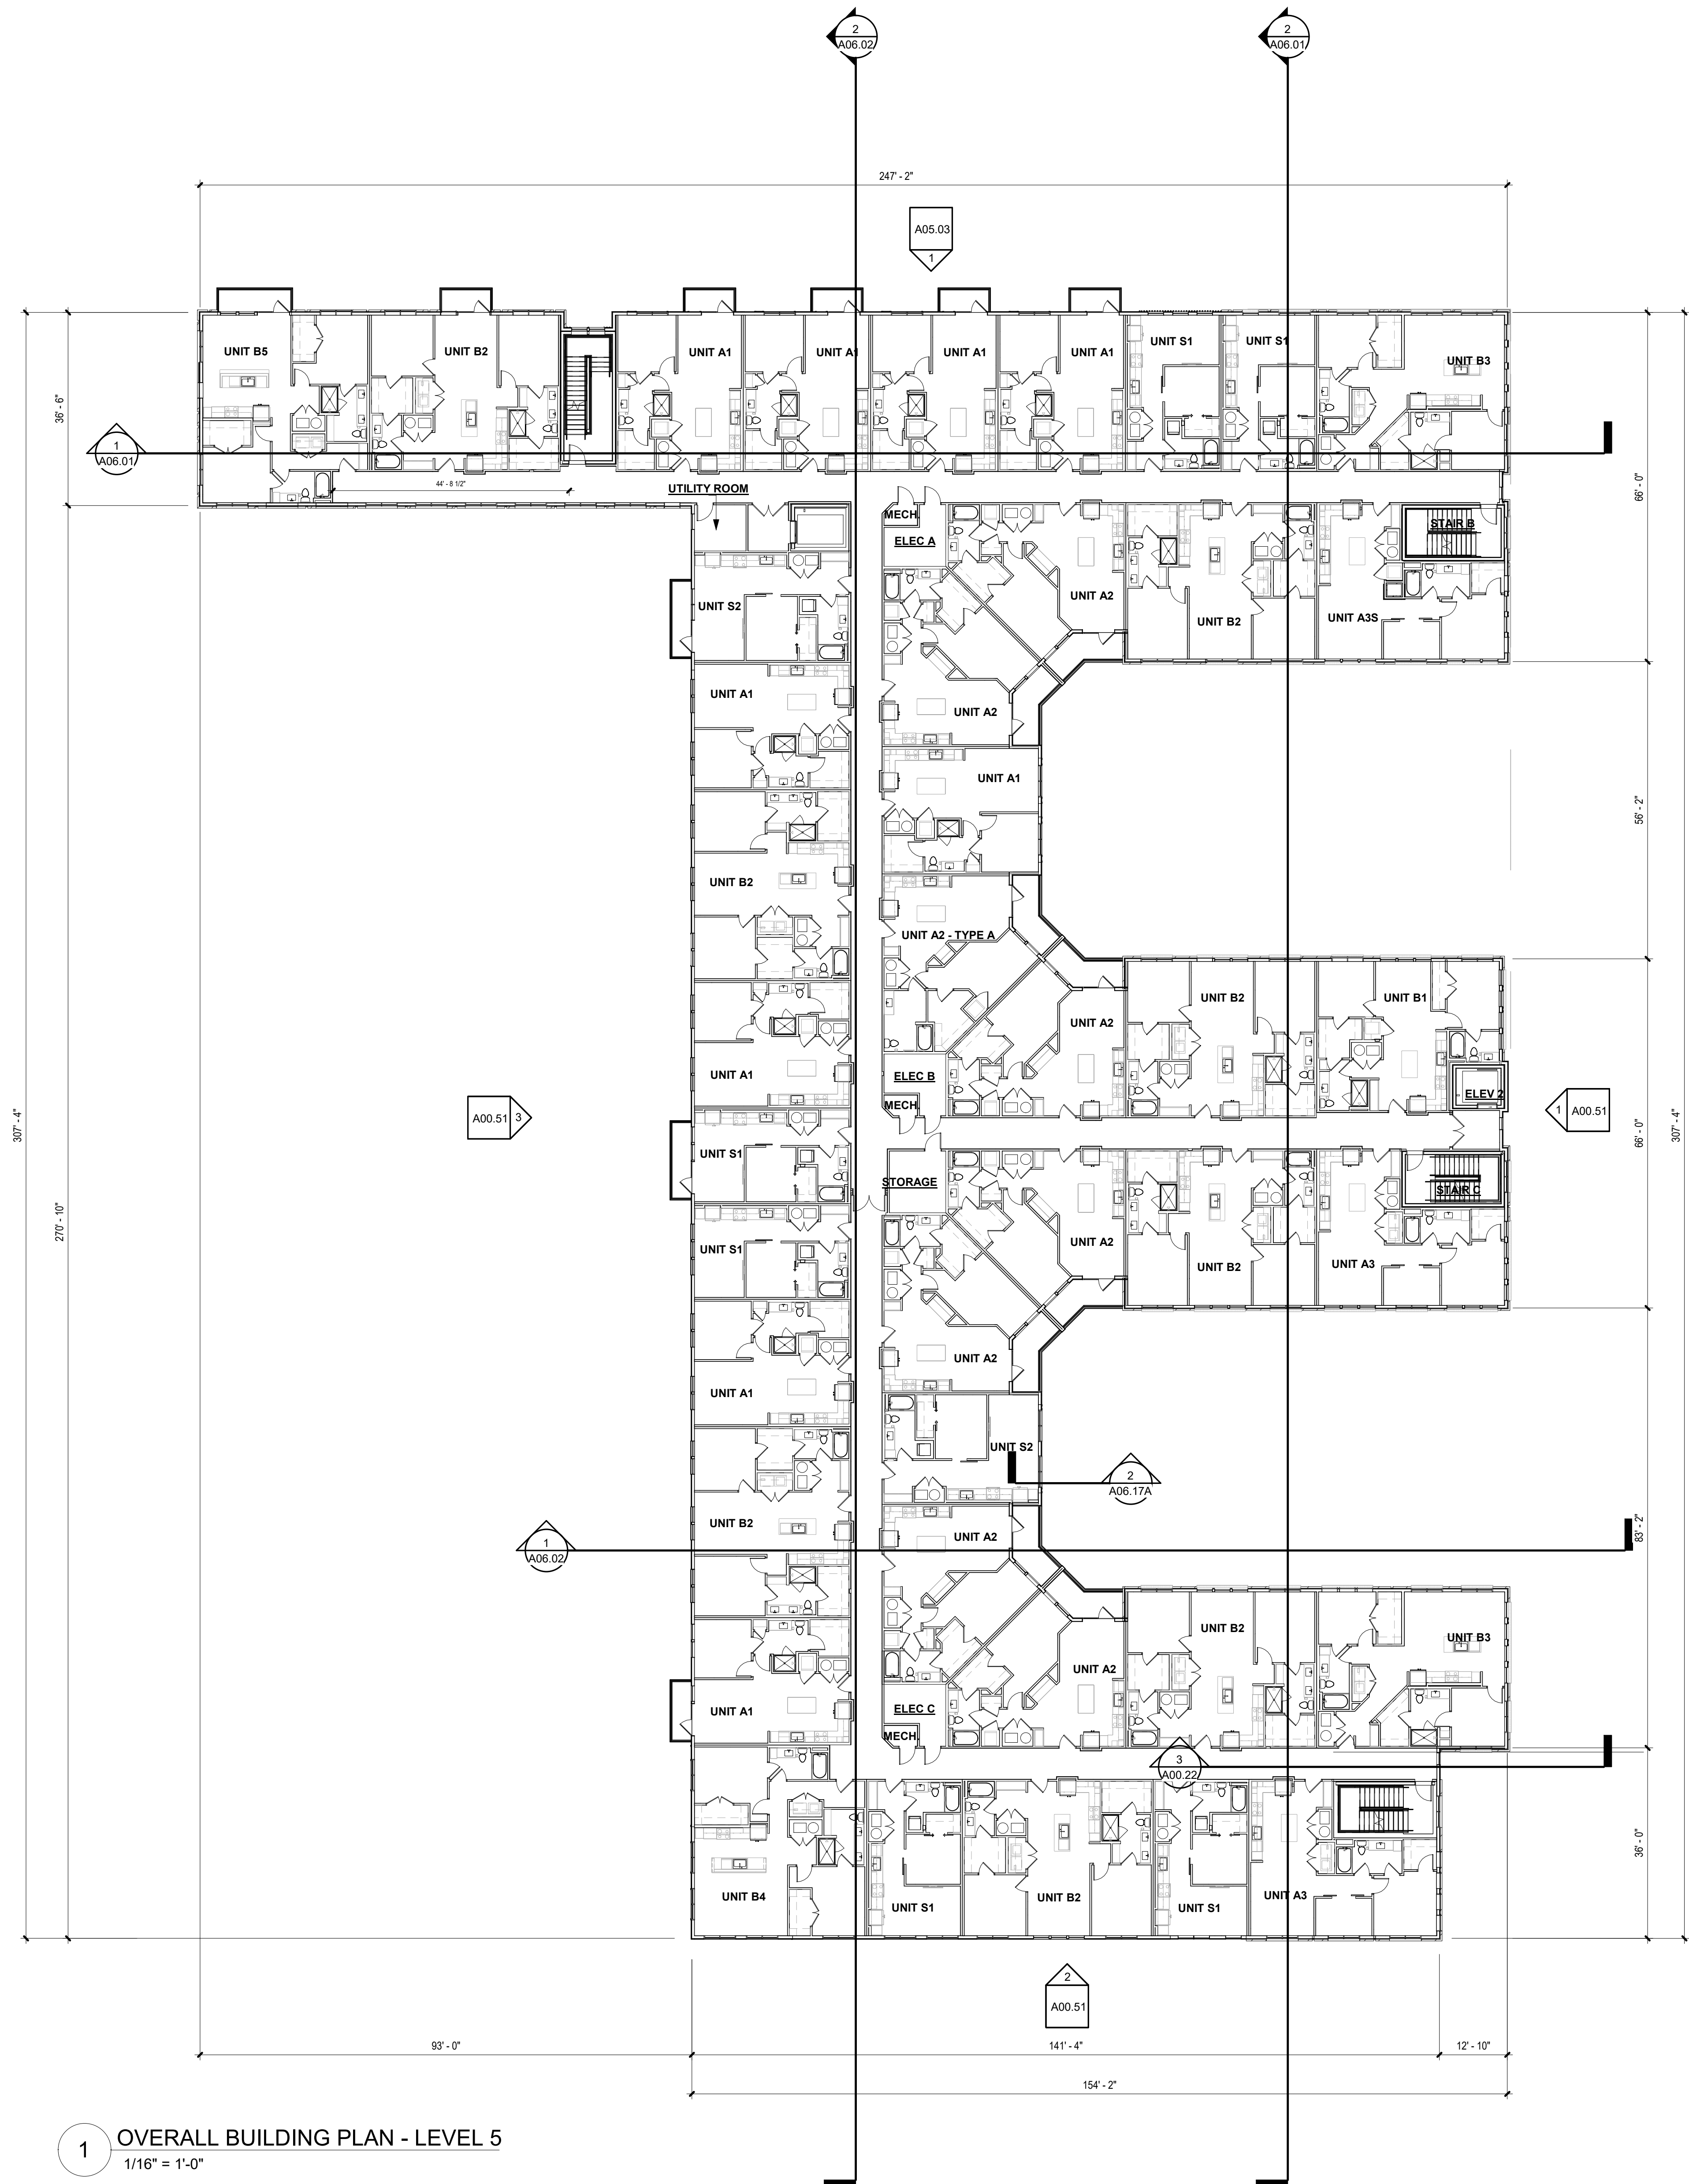 2
A06.02
2
A06.01
247' - 2"
A05.03
1
UNIT B5
UNIT B2
UNIT A1
UNIT A1
UNIT A1
UNIT A1
UNIT S1
UNIT S1
UNIT B3
36' - 6"
1
A06.01
44' - 8 1/2"
UTILITY ROOM
66' - 0"
MECH.
ELEC A
STAIR B
UNIT S2
UNIT A2
UNIT B2
UNIT A3S
UNIT A1
UNIT A2
UNIT A1
56' - 2"
UNIT B2
UNIT A2 - TYPE A
UNIT B2
UNIT B1
UNIT A2
UNIT A1
ELEC B
ELEV 2
MECH.
307' - 4"
A00.51
3
1
A00.51
66' - 0"
307' - 4"
UNIT S1
STORAGE
STAIR C
270' - 10"
UNIT S1
UNIT A2
UNIT B2
UNIT A3
UNIT A2
UNIT A1
UNIT S2
2
A06.17A
UNIT B2
UNIT A2
83' - 2"
1
A06.02
UNIT B2
UNIT B3
UNIT A2
UNIT A1
ELEC C
MECH.
3
A00.22
36' - 0"
UNIT B4
UNIT S1
UNIT B2
UNIT S1
UNIT A3
2
A00.51
93' - 0"
141' - 4"
12' - 10"
154' - 2"
1
OVERALL BUILDING PLAN - LEVEL 5
1/16" = 1'-0"